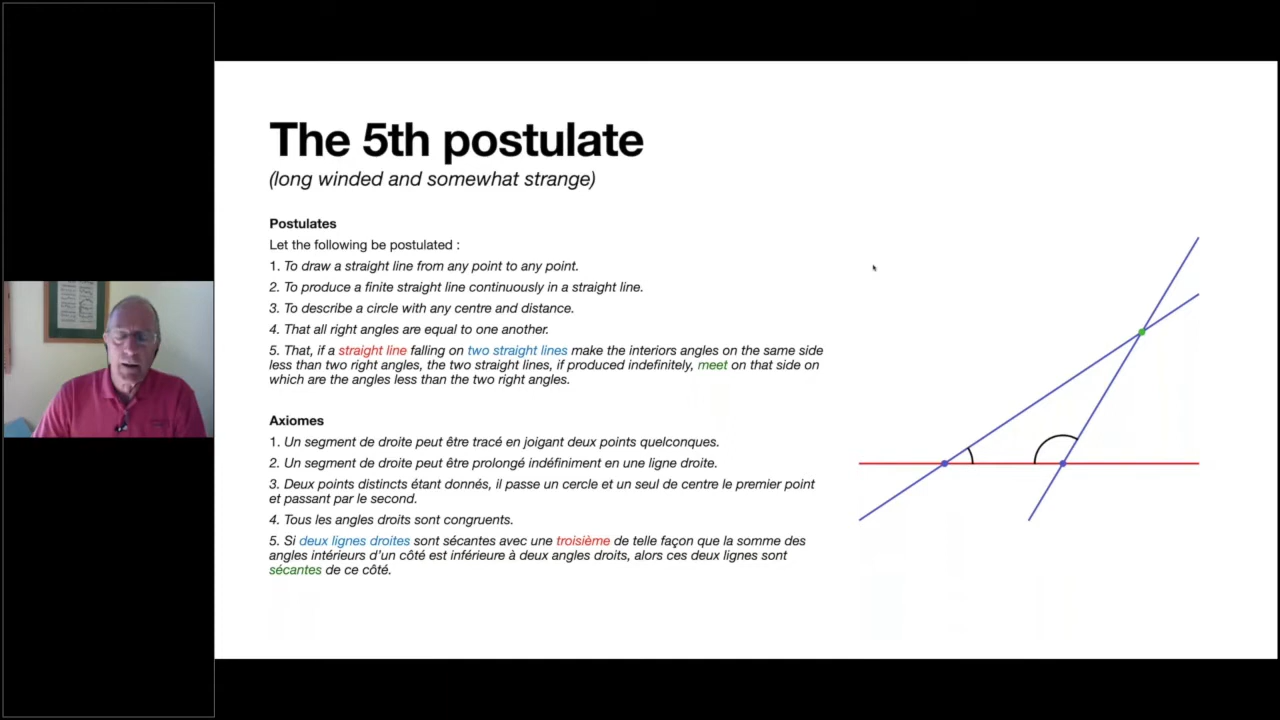 The 5th postulate
(long winded and somewhat strange)
Postulates
Let the following be postulated :
1. To draw a straight line from any point to any point.
2. To produce a finite straight line continuously in a straight line.
3. To describe a circle with any centre and distance.
4. That all right angles are equal to one another.
5. That, if a straight line falling on two straight lines make the interiors angles on the same side
less than two right angles, the two straight lines, if produced indefinitely, meet on that side on
which are the angles less than the two right angles.
Axiomes
1. Un segment de droite peut être tracé en joigant deux points quelconques.
2. Un segment de droite peut être prolongé indéfiniment en une ligne droite.
3. Deux points distincts étant donnés, il passe un cercle et un seul de centre le premier point
et passant par le second.
4. Tous les angles droits sont congruents.
5. Si deux lignes droites sont sécantes avec une troisième de telle façon que la somme des
angles intérieurs d'un côté est inférieure à deux angles droits, alors ces deux lignes sont
sécantes de ce côté.